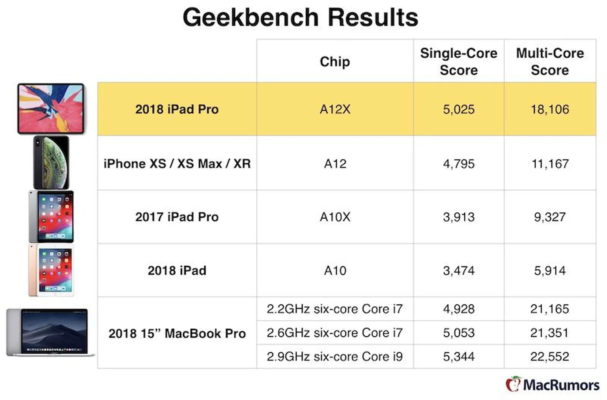 Geekbench Results
Chip
Single-Core
Score
Multi-Core
Score
2018 iPad Pro A12X 5,025 18,106
iPhone XS / XS Max / XR A12 4,795 11,167
2017 iPad Pro A10X 3,913 9,327
2018 iPad A10 3,474 5,914
2018 15” MacBook Pro
2.2GHz six-core Core i7 4,928 21,165
2.6GHz six-core Core i7 5,053 21,351
2.9GHz six-core Core i9 5,344 22,552
MacRumors